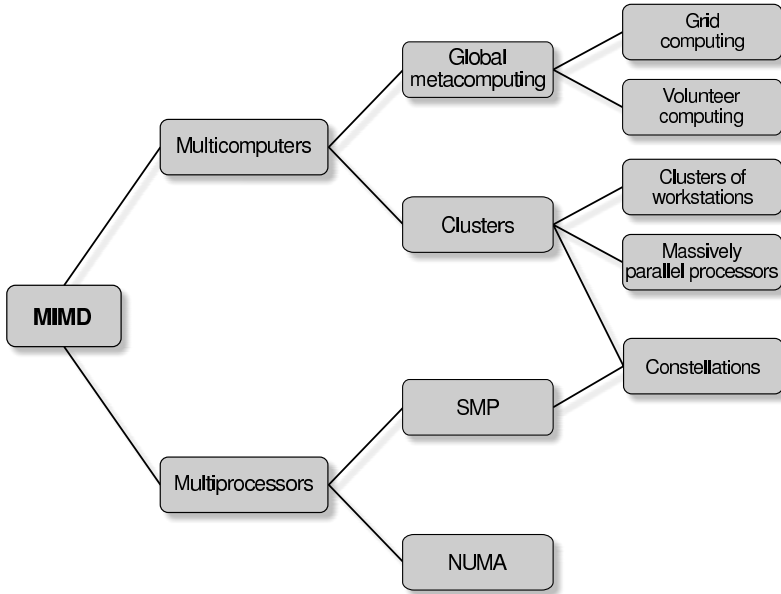 Grid
computing
Global
metacomputing
Volunteer
computing
Multicomputers
Clusters of
workstations
Clusters
Massively
parallel processors
MIMD
Constellations
SMP
Multiprocessors
NUMA